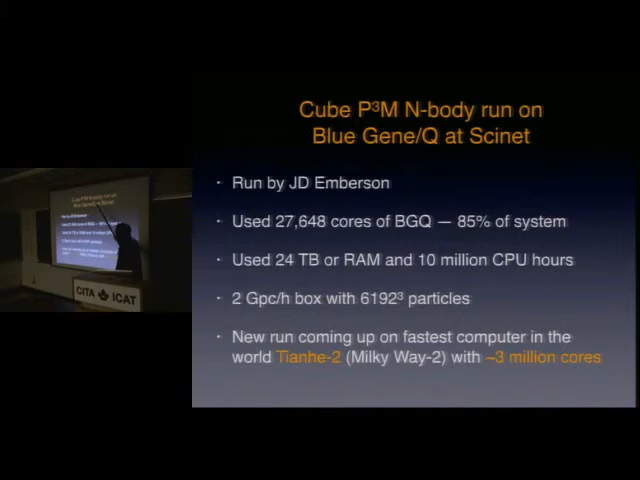 Cube P³M N-body run on
Blue Gene/Q at Scinet
· Run by JD Emberson
· Used 27,648 cores of BGQ — 85% of system
· Used 24 TB or RAM and 10 million CPU hours
· 2 Gpc/h box with 6192³ particles
· New run coming up on fastest computer in the
world Tianhe-2 (Milky Way-2) with ~3 million cores
CITA ICAT